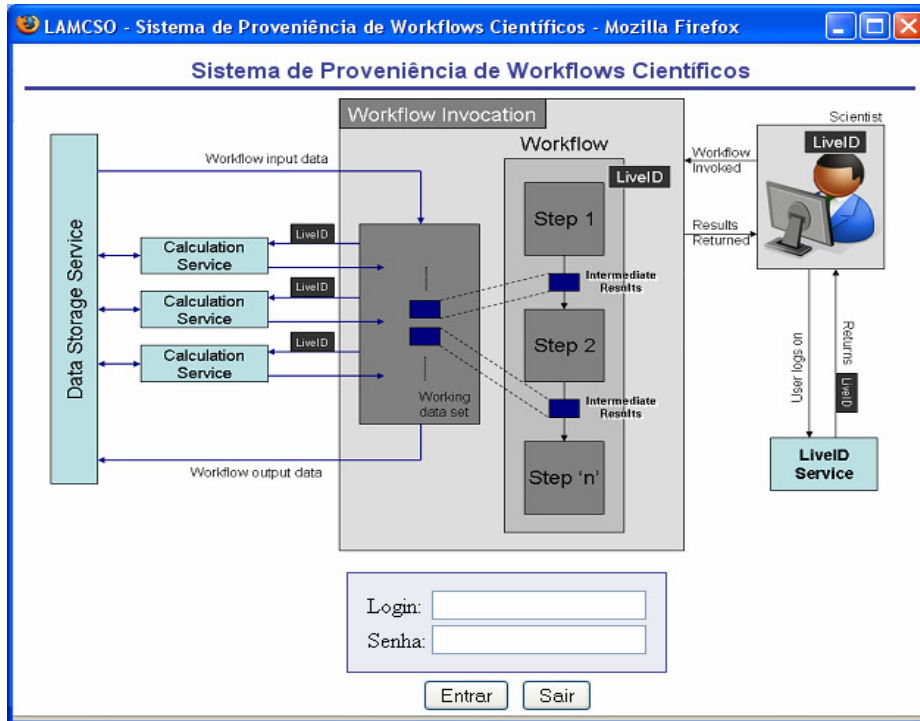 LAMCSO - Sistema de Proveniência de Workflows Científicos - Mozilla Firefox
Sistema de Proveniência de Workflows Científicos
Workflow Invocation
Scientist
Workflow input data
Workflow
LiveID
LiveID
Workflow
Invoked
Step 1
Data Storage Service
LiveID
Calculation
Service
Results
Returned
Intermediate
Results
LiveID
Calculation
Service
Step 2
LiveID
Calculation
Service
User logs on
Returns
LiveID
Working
data set
Intermediate
Results
Workflow output data
Step 'n'
LiveID
Service
Login:
Senha:
Entrar
Sair